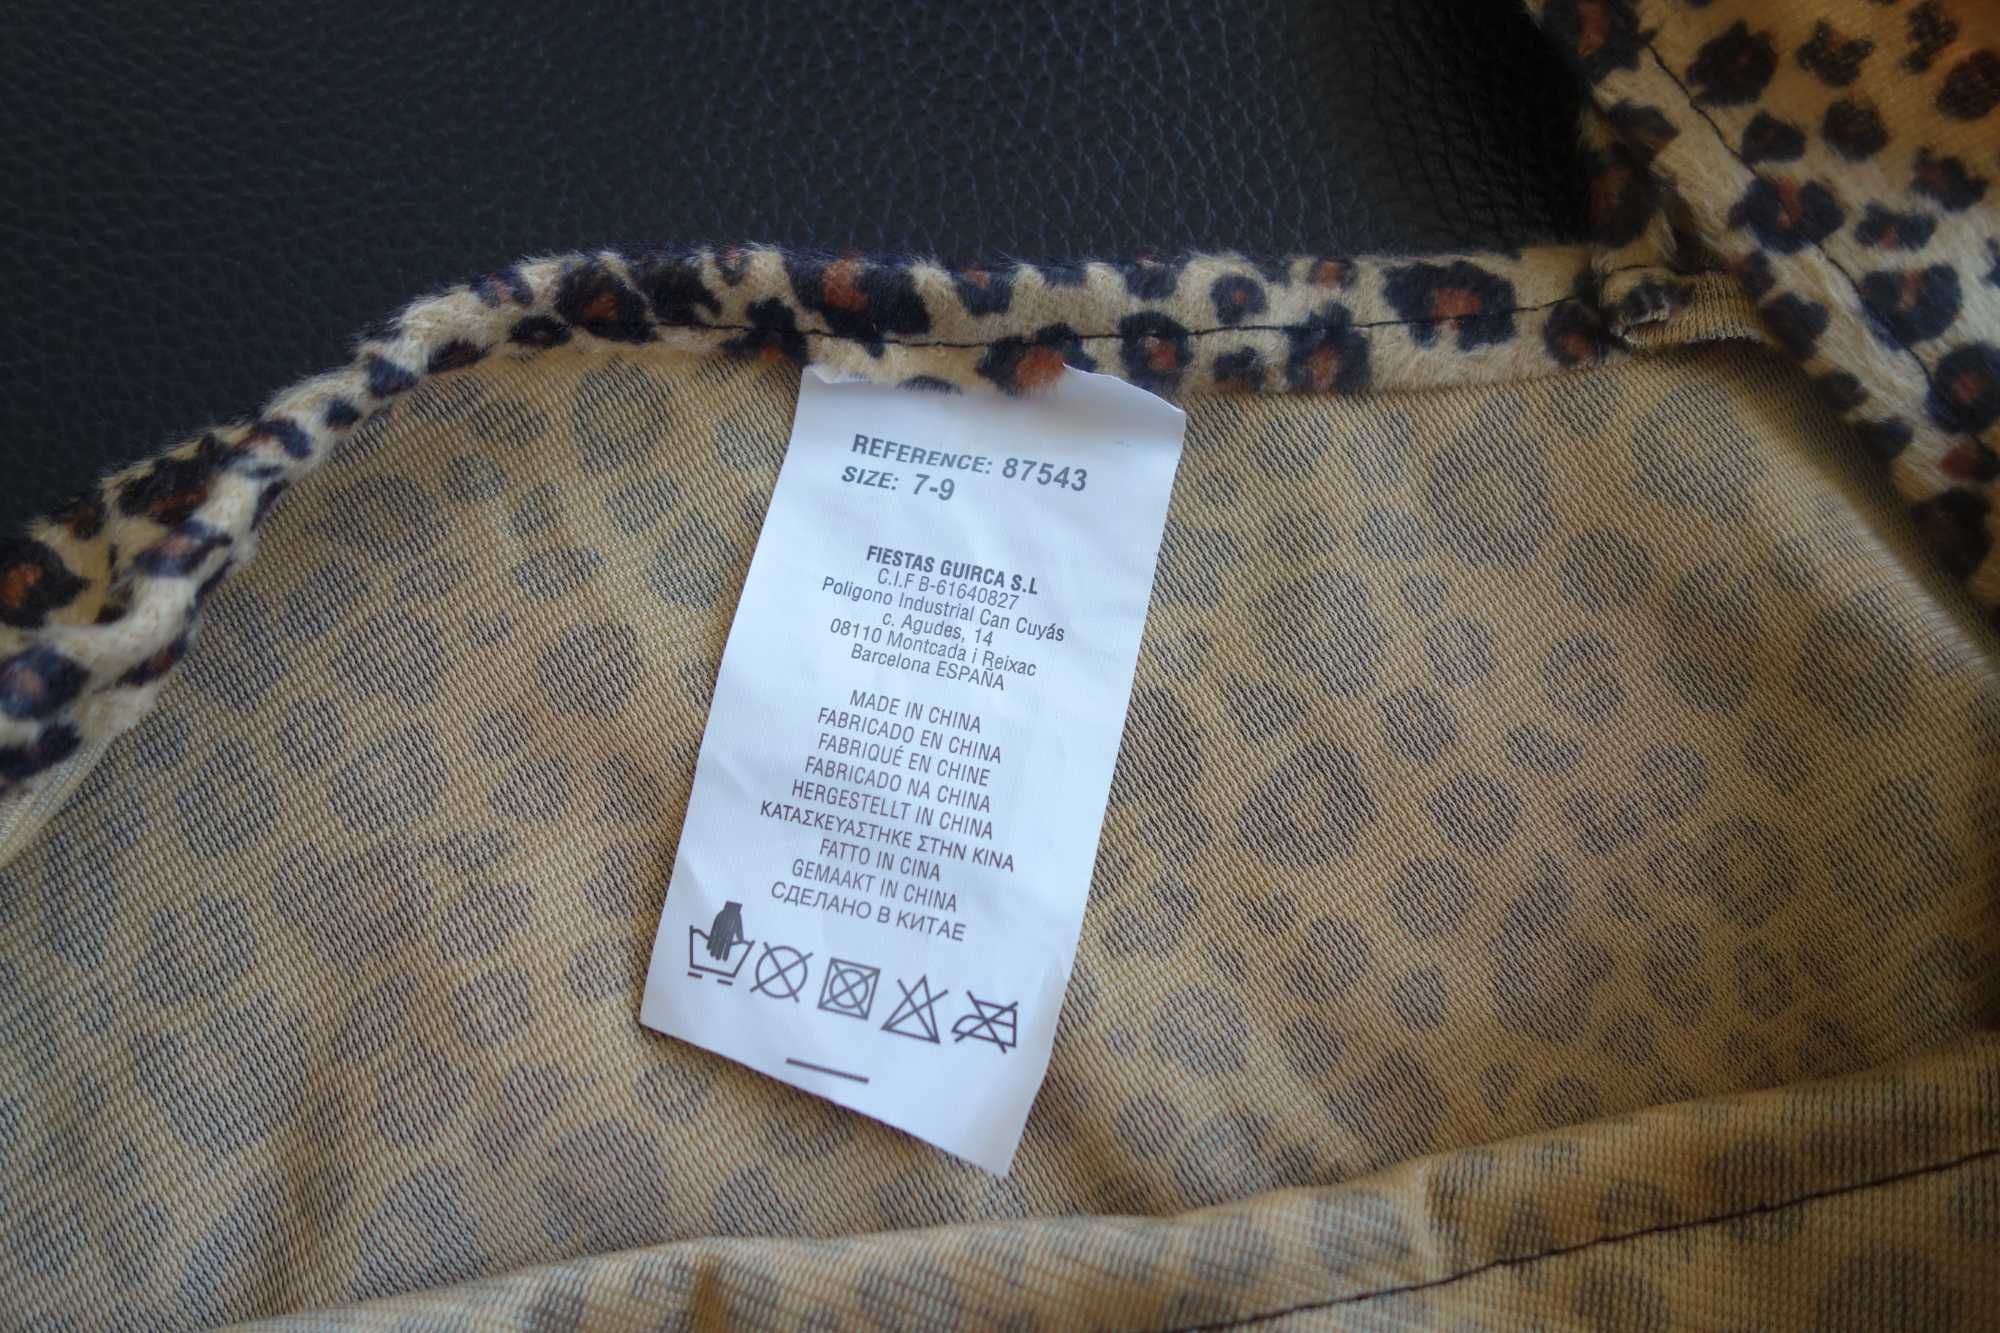 REFERENCE: 87543
SIZE: 7-9
FIESTAS GUIRCA S.L
C.I.F B-61640827
Poligono Industrial Can Cuyás
c. Agudes, 14
08110 Montcada i Reixac
Barcelona ESPAÑA
MADE IN CHINA
FABRICADO EN CHINA
FABRIQUÉ EN CHINE
FABRICADO NA CHINA
HERGESTELLT IN CHINA
ΚΑΤΑΣΚΕΥΑΣΤΗΚΕ ΣΤΗΝ ΚΙΝΑ
FATTO IN CINA
GEMAAKT IN CHINA
СДЕЛАНО В КИТАЕ